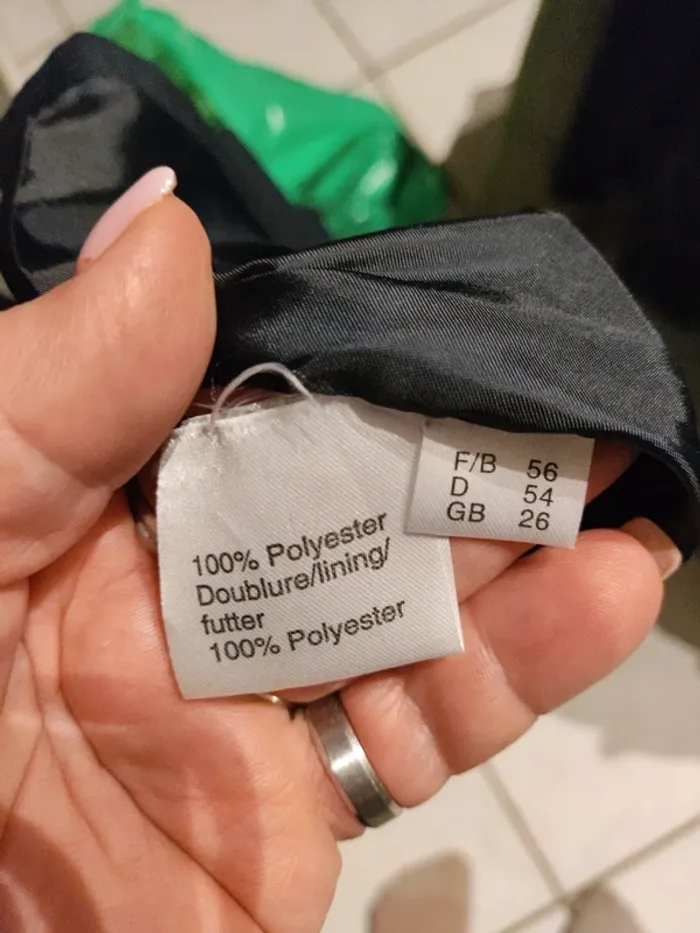 100% Polyester
Doublure/lining/
futter
100% Polyester
F/B 56
D 54
GB 26